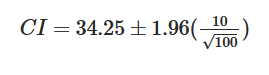 CI = 34.25 ± 1.96(10/√100)